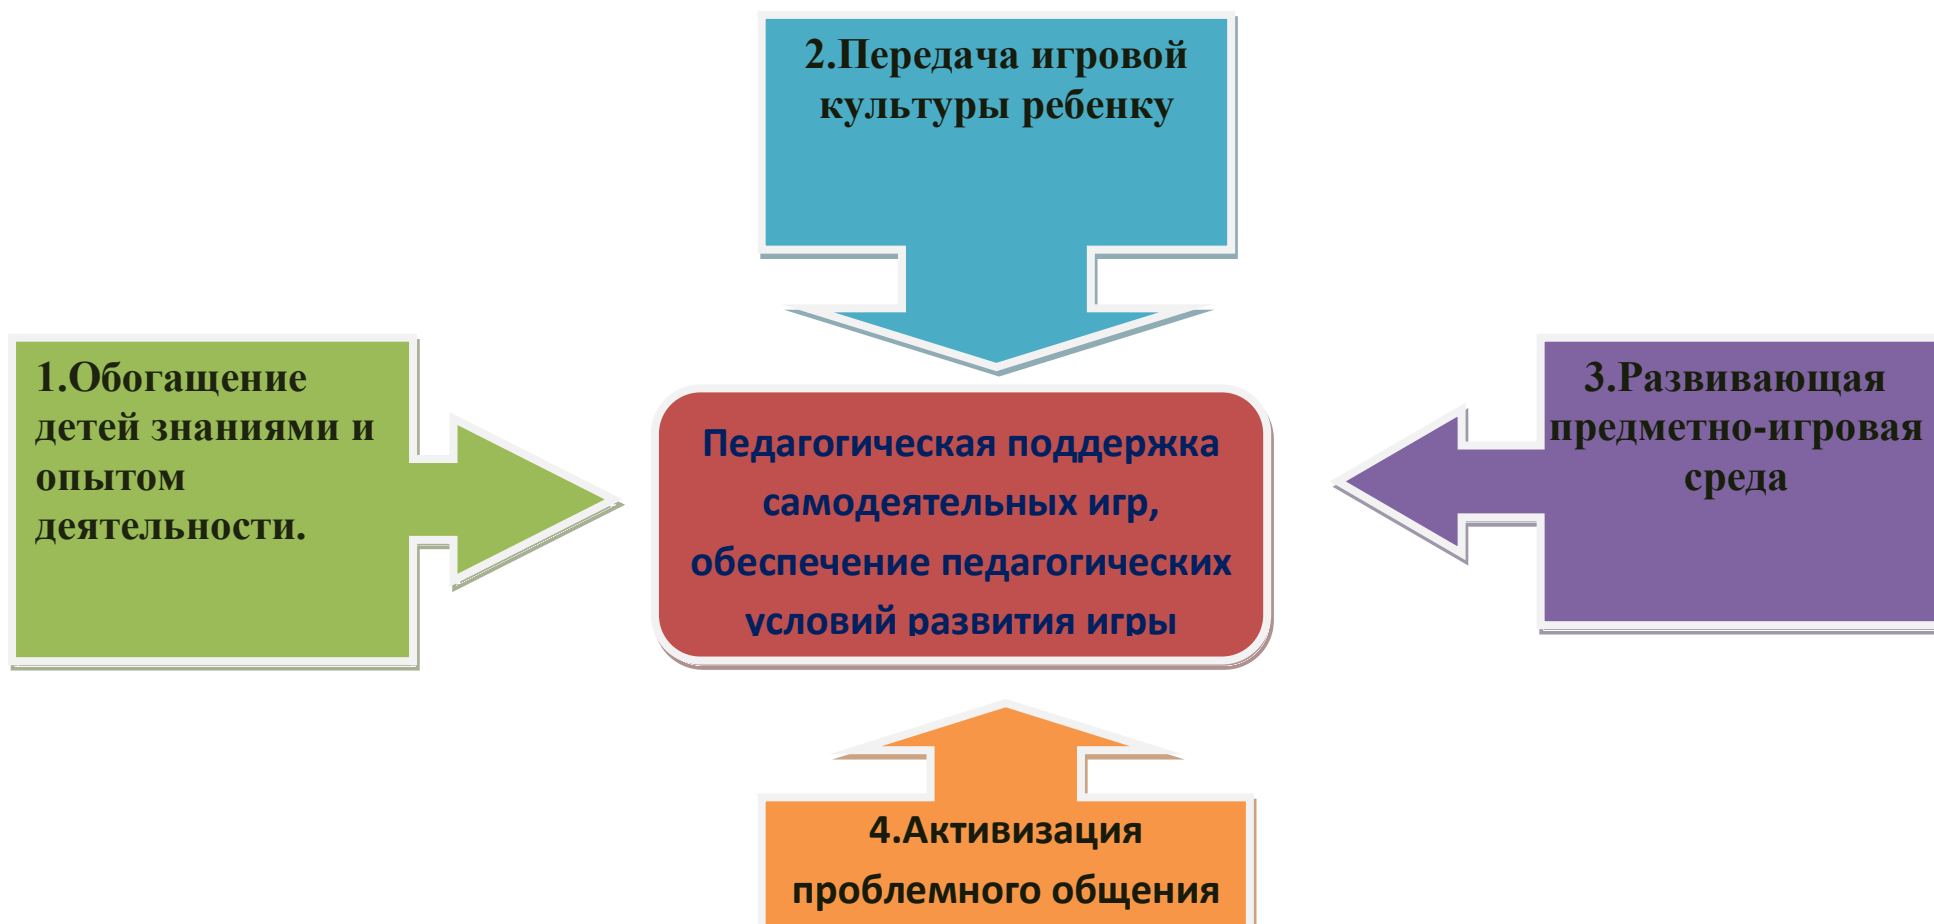 2.Передача игровой
культуры ребенку
1.Обогащение
детей знаниями и
опытом
деятельности.
Педагогическая поддержка
самодеятельных игр,
обеспечение педагогических
условий развития игры
3.Развивающая
предметно-игровая
среда
4.Активизация
проблемного общения